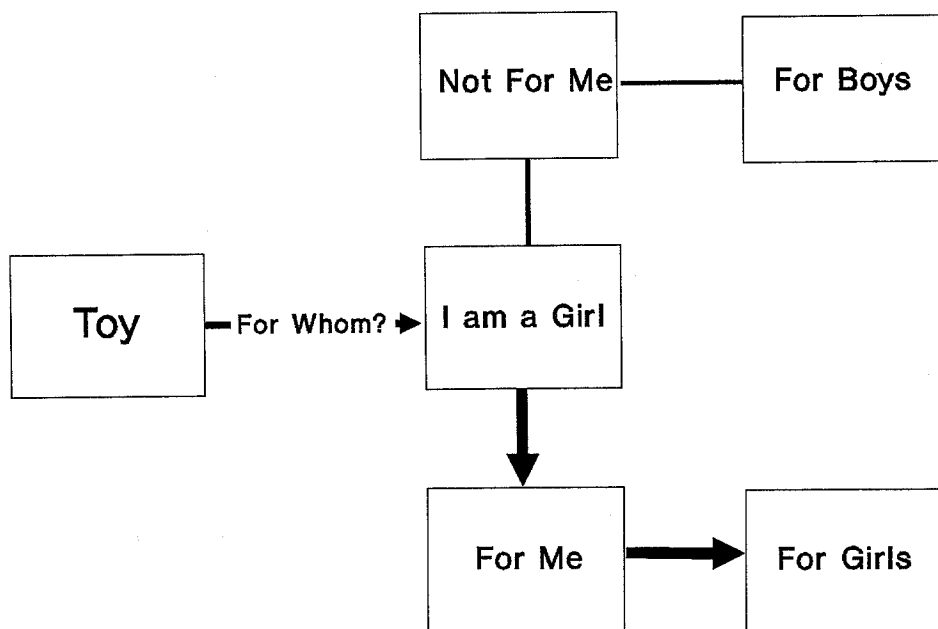 Not For Me
For Boys
Toy
For Whom?
I am a Girl
For Me
For Girls